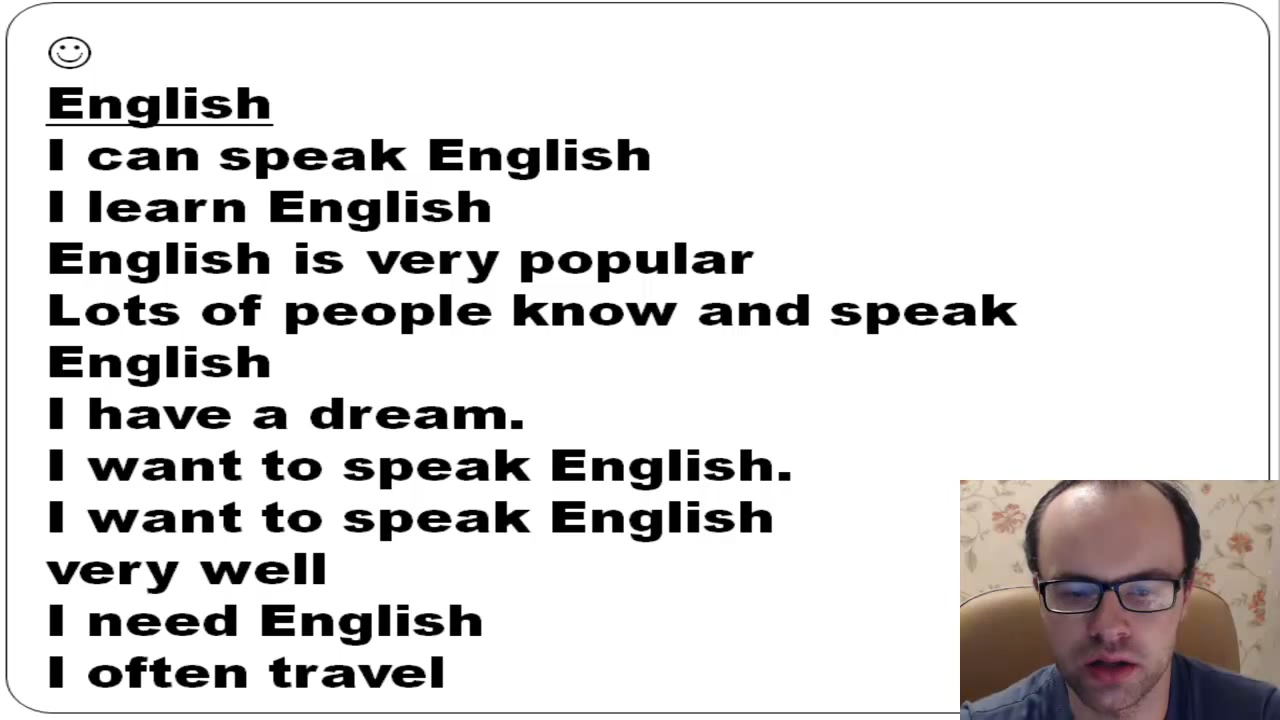 English
I can speak English
I learn English
English is very popular
Lots of people know and speak
English
I have a dream.
I want to speak English.
I want to speak English
very well
I need English
I often travel